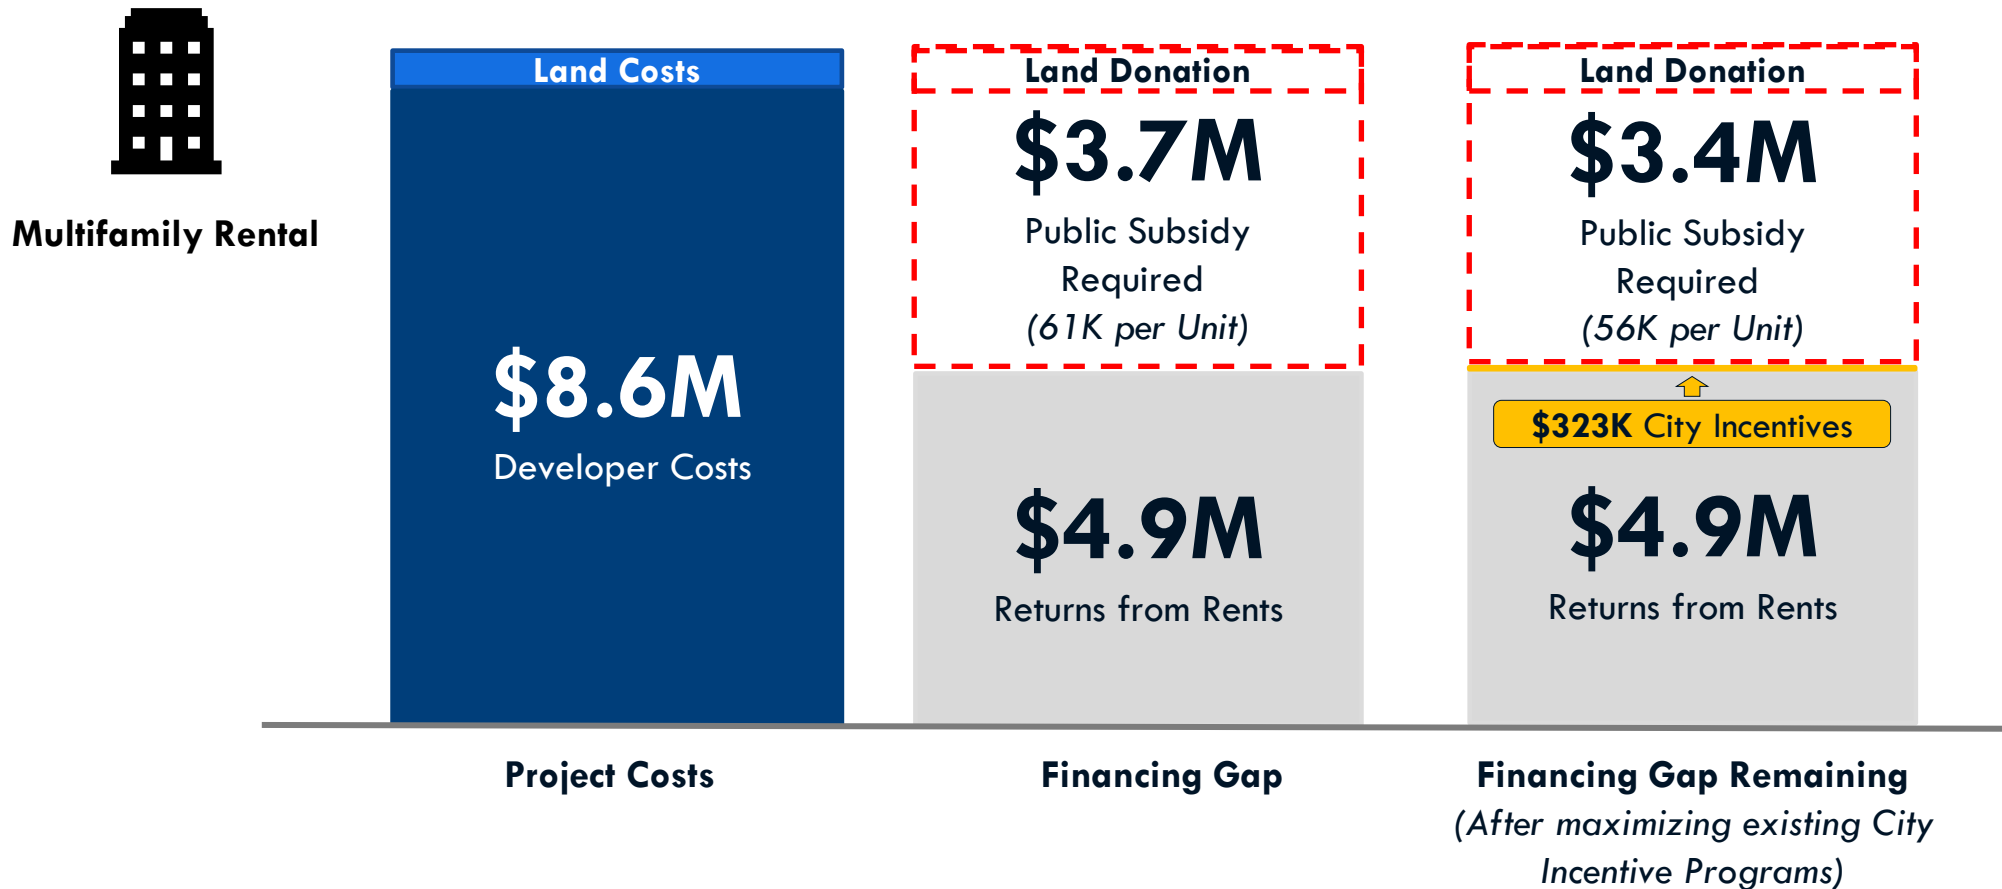 Multifamily Rental
Land Costs
$8.6M
Developer Costs
Project Costs
Land Donation
$3.7M
Public Subsidy
Required
(61K per Unit)
$4.9M
Returns from Rents
Financing Gap
Land Donation
$3.4M
Public Subsidy
Required
(56K per Unit)
$323K City Incentives
$4.9M
Returns from Rents
Financing Gap Remaining
(After maximizing existing City
Incentive Programs)